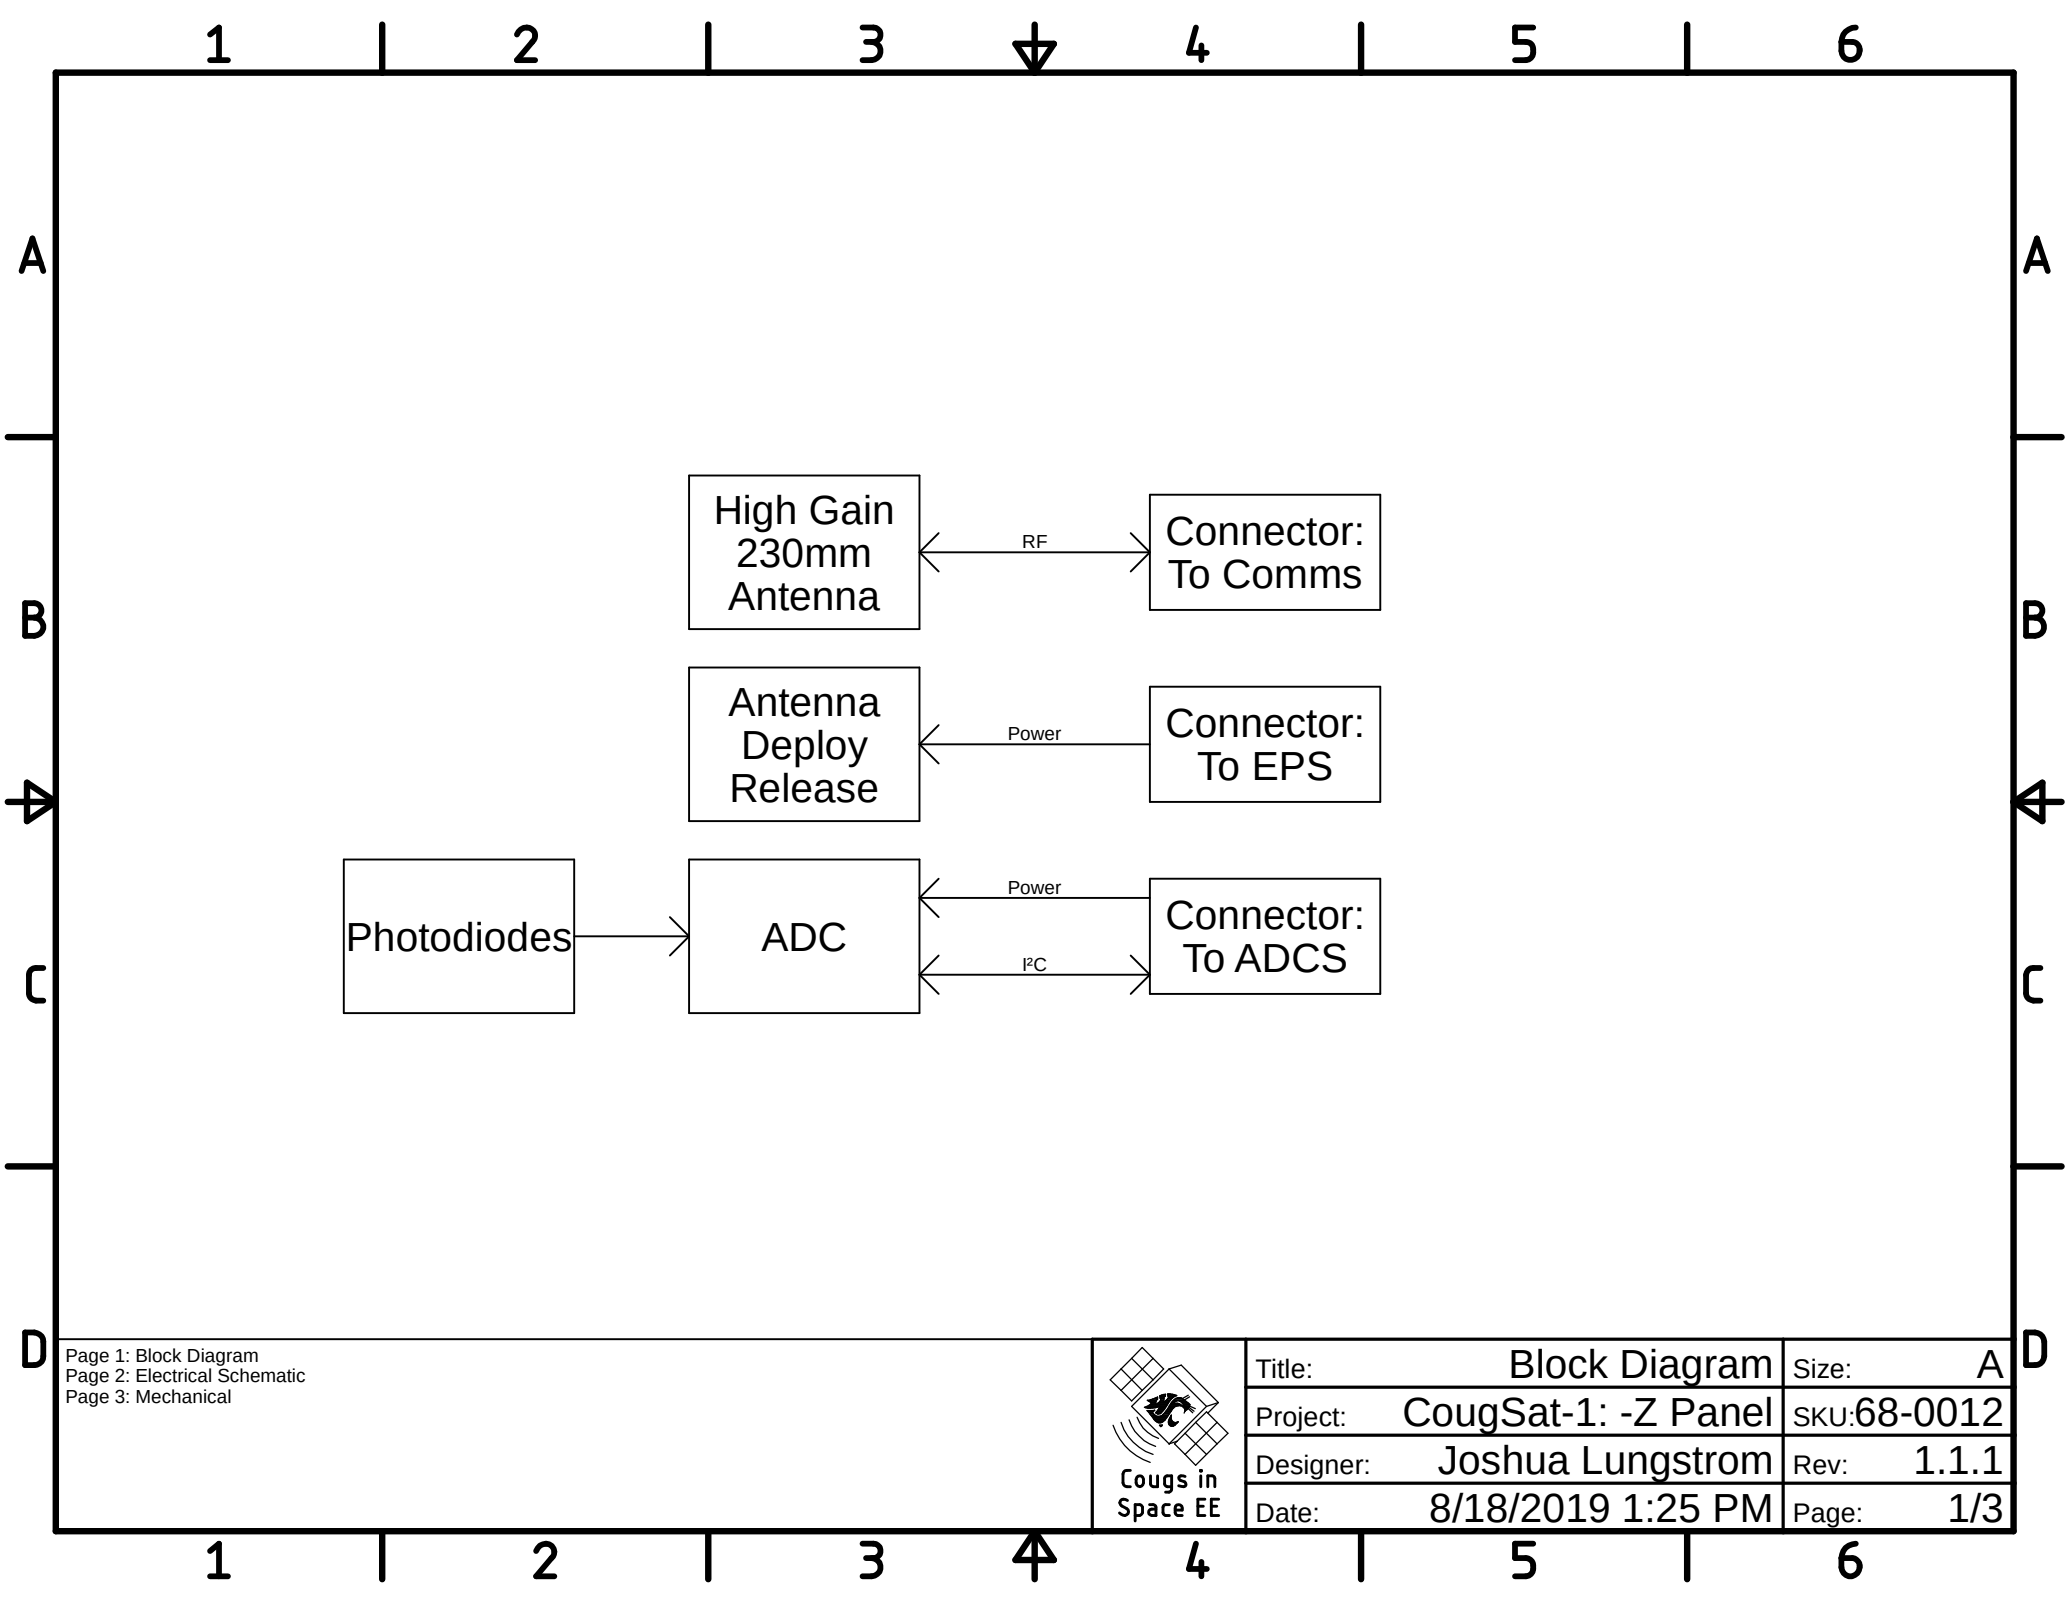 1 2 3 4 5 6
A A
High Gain
230mm
Antenna
RF
Connector:
To Comms
B B
Antenna
Deploy
Release
Power
Connector:
To EPS
Photodiodes
ADC
Power
I²C
Connector:
To ADCS
C C
D D
Page 1: Block Diagram
Page 2: Electrical Schematic
Page 3: Mechanical
Cougs in
Space EE
Title: Block Diagram Size: A
Project: CougSat-1: -Z Panel SKU:68-0012
Designer: Joshua Lungstrom Rev: 1.1.1
Date: 8/18/2019 1:25 PM Page: 1/3
1 2 3 4 5 6